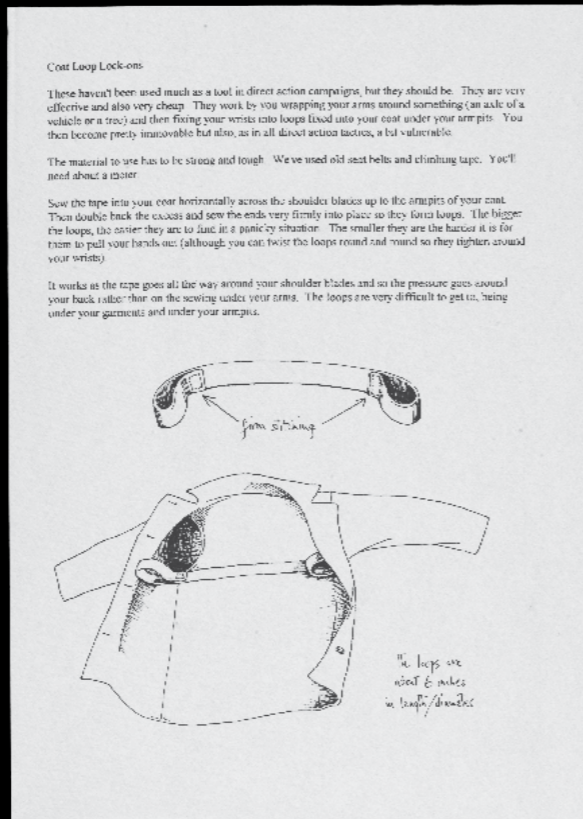 Coat Loop Lock-ons
These haven't been used much as a tool in direct action campaigns, but they should be. They are very
effective and also very cheap. They work by you wrapping your arms around something (an axle of a
vehicle or a tree) and then fixing your wrists into loops fixed into your coat under your armpits. You
then become pretty immovable but also, as in all direct action tactics, a bit vulnerable.
The material to use has to be strong and tough. We've used old seat belts and climbing tape. You'll
need about a meter.
Sew the tape into your coat horizontally across the shoulder blades up to the armpits of your coat.
Then double back the excess and sew the ends very firmly into place so they form loops. The bigger
the loops, the easier they are to find in a panicky situation. The smaller they are the harder it is for
them to pull your hands out (although you can twist the loops round and round so they tighten around
your wrists).
It works as the tape goes all the way around your shoulder blades and so the pressure goes around
your back rather than on the sewing under your arms. The loops are very difficult to get to, being
under your garments and under your armpits.
firm stitching
loops are
about 6 inches
in length/diameter